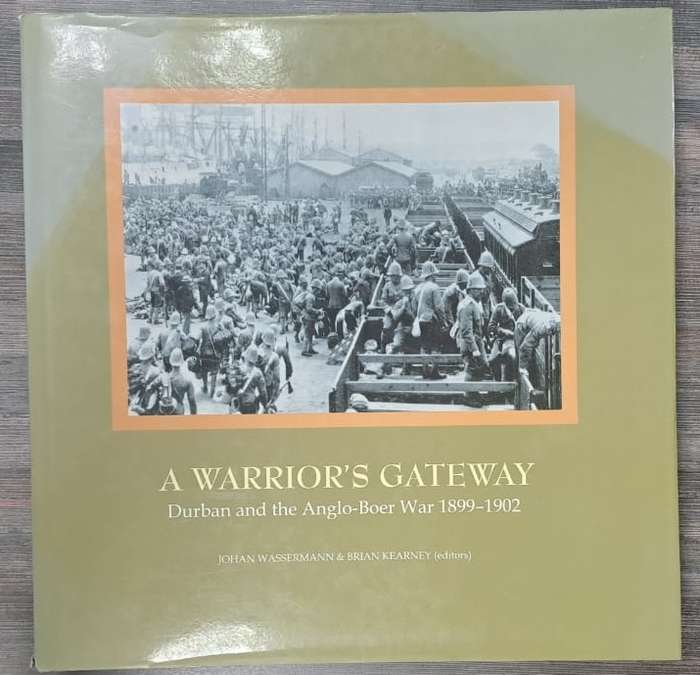 A WARRIOR'S GATEWAY
Durban and the Anglo-Boer War 1899–1902
JOHAN WASSERMANN & BRIAN KEARNEY (editors)